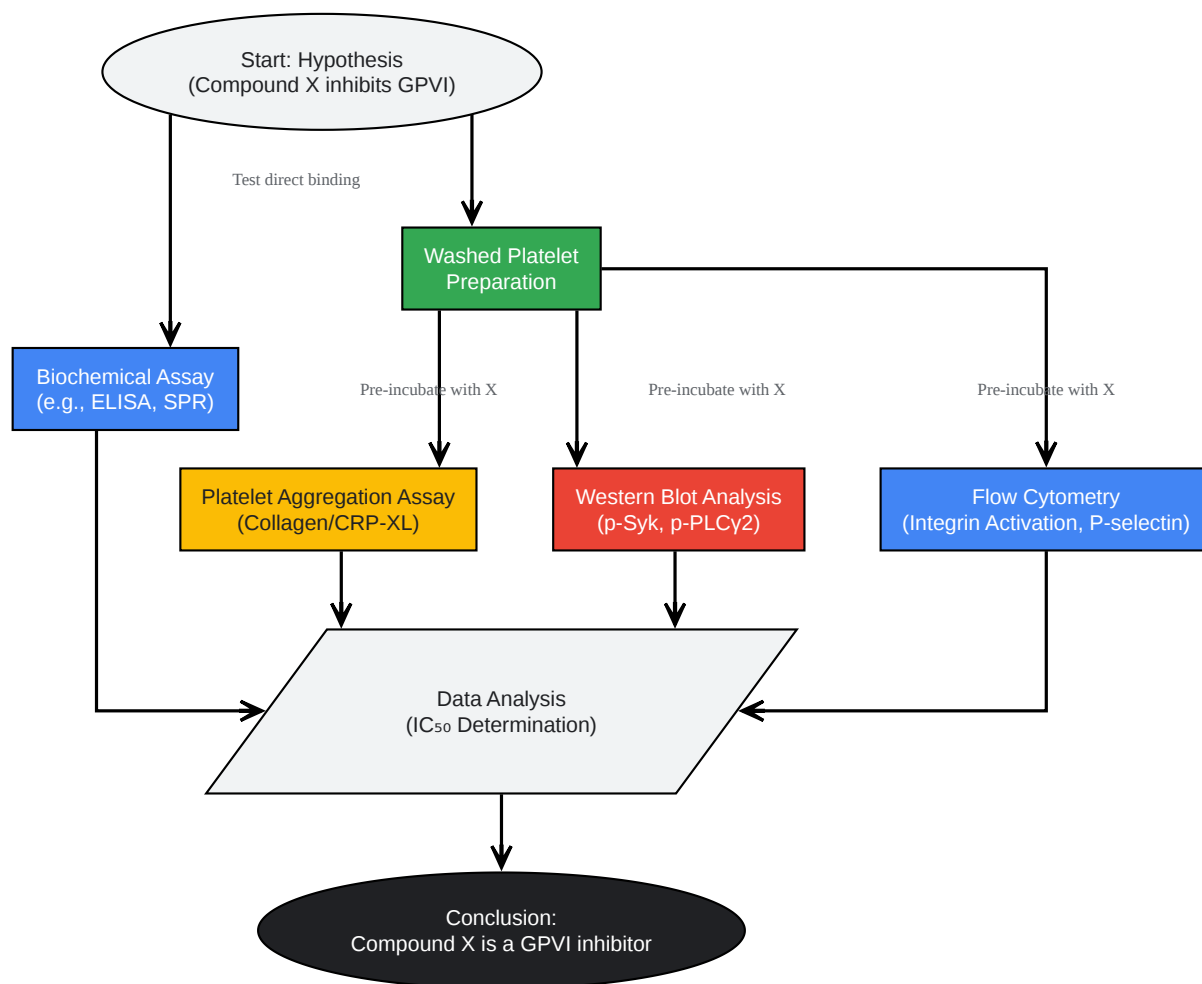 Start: Hypothesis
(Compound X inhibits GPVI)
Test direct binding
Washed Platelet
Preparation
Biochemical Assay
(e.g., ELISA, SPR)
Pre-incubate with X
Pre-incubate with X
Pre-incubate with X
Platelet Aggregation Assay
(Collagen/CRP-XL)
Western Blot Analysis
(p-Syk, p-PLCγ2)
Flow Cytometry
(Integrin Activation, P-selectin)
Data Analysis
(IC₅₀ Determination)
Conclusion:
Compound X is a GPVI inhibitor